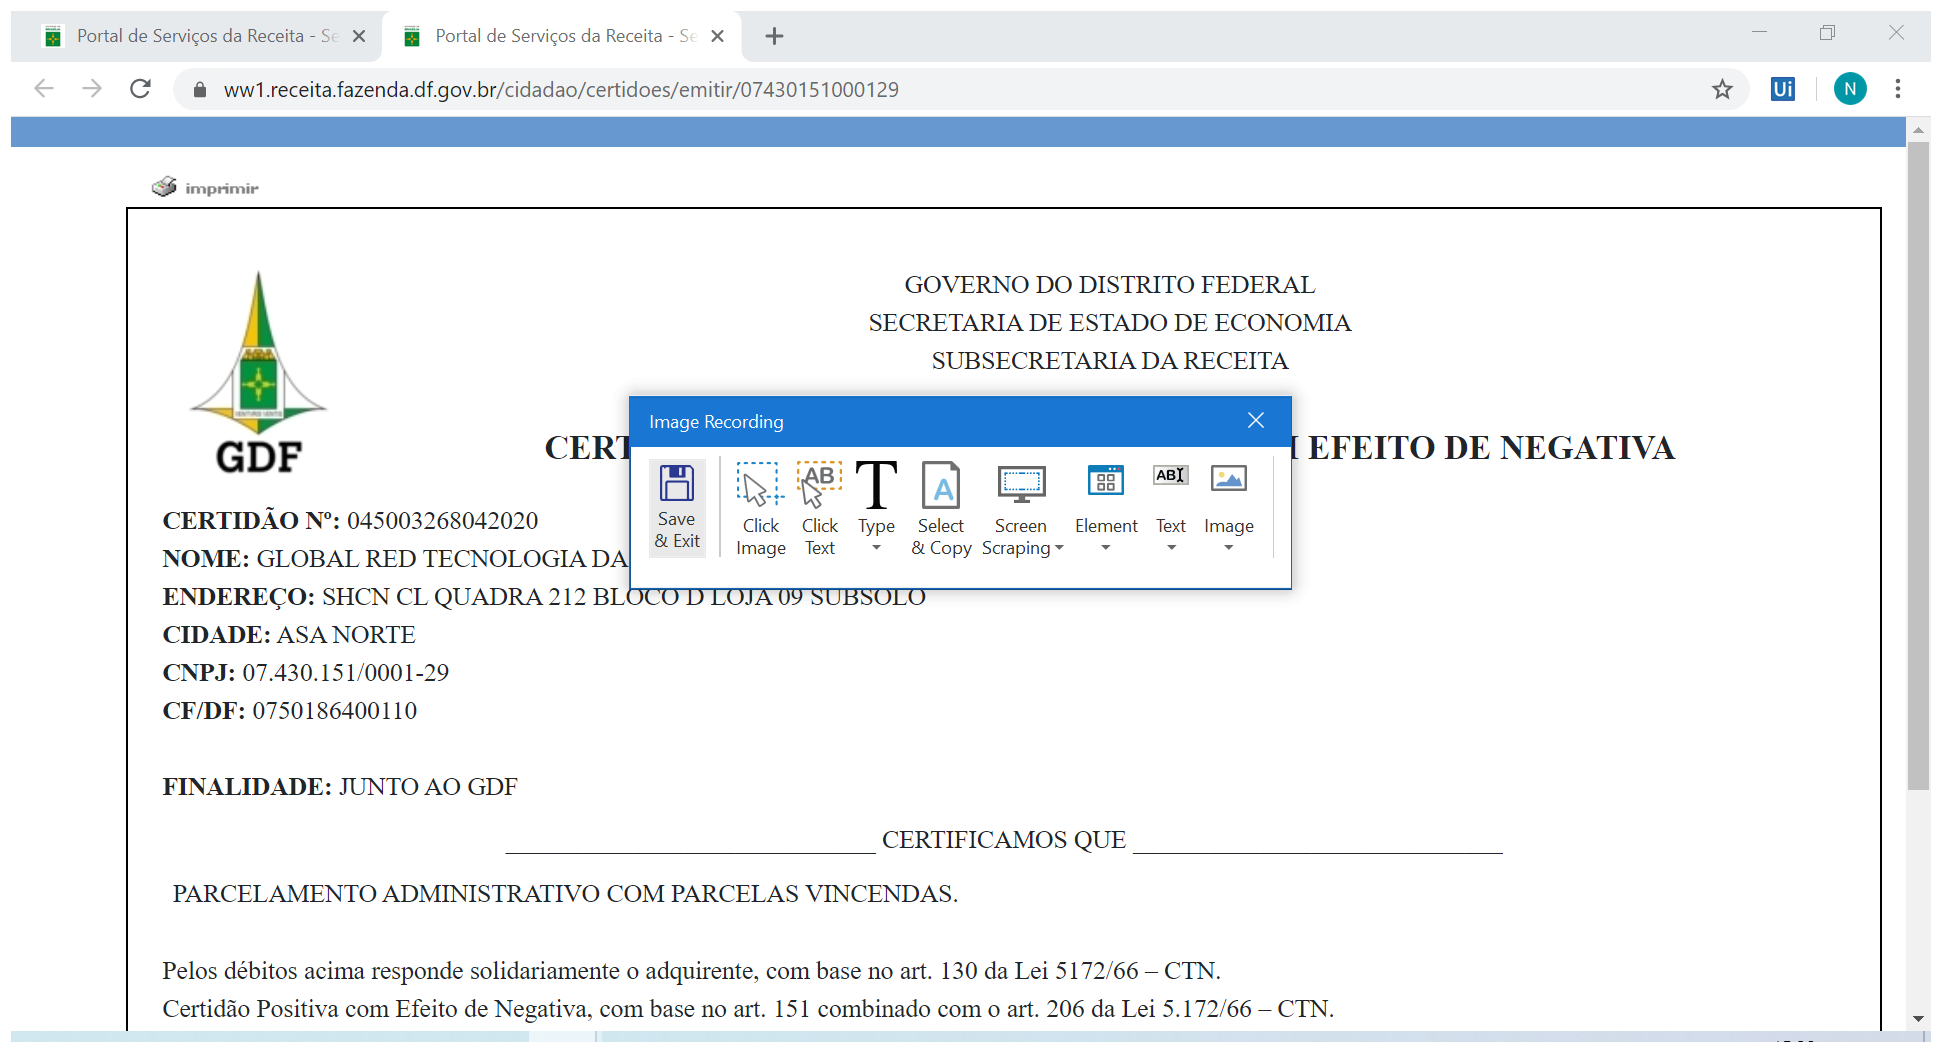 Portal de Serviços da Receita - Se
Portal de Serviços da Receita - Se
ww1.receita.fazenda.df.gov.br/cidadao/certidoes/emitir/07430151000129
Ui
N
imprimir
GOVERNO DO DISTRITO FEDERAL
SECRETARIA DE ESTADO DE ECONOMIA
SUBSECRETARIA DA RECEITA
GDF
CERT EFEITO DE NEGATIVA
Image Recording
Save & Exit
Click Image
Click Text
Type
Select & Copy
Screen Scraping
Element
Text
Image
CERTIDÃO Nº: 045003268042020
NOME: GLOBAL RED TECNOLOGIA DA
ENDEREÇO: SHCN CL QUADRA 212 BLOCO D LOJA 09 SUBSOLO
CIDADE: ASA NORTE
CNPJ: 07.430.151/0001-29
CF/DF: 0750186400110
FINALIDADE: JUNTO AO GDF
CERTIFICAMOS QUE
PARCELAMENTO ADMINISTRATIVO COM PARCELAS VINCENDAS.
Pelos débitos acima responde solidariamente o adquirente, com base no art. 130 da Lei 5172/66 – CTN.
Certidão Positiva com Efeito de Negativa, com base no art. 151 combinado com o art. 206 da Lei 5.172/66 – CTN.